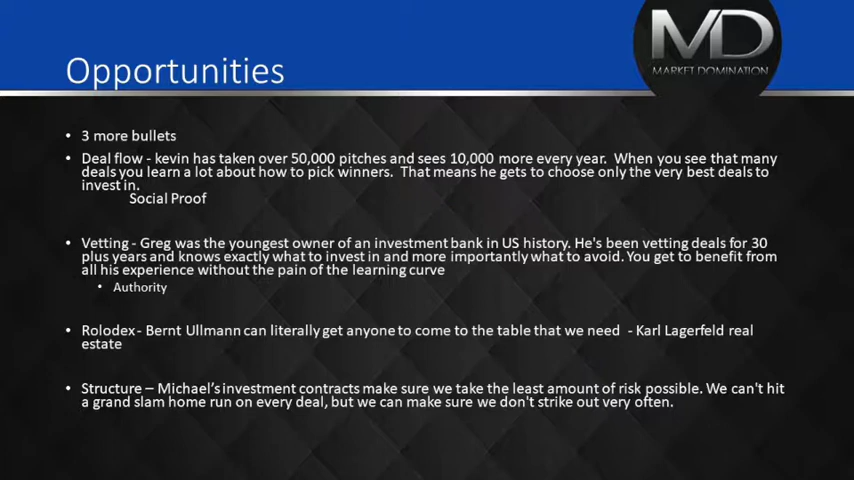 MD
MARKET DOMINATION
Opportunities
• 3 more bullets
• Deal flow - kevin has taken over 50,000 pitches and sees 10,000 more every year. When you see that many
deals you learn a lot about how to pick winners. That means he gets to choose only the very best deals to
invest in.
Social Proof
• Vetting - Greg was the youngest owner of an investment bank in US history. He's been vetting deals for 30
plus years and knows exactly what to invest in and more importantly what to avoid. You get to benefit from
all his experience without the pain of the learning curve
• Authority
• Rolodex - Bernt Ullmann can literally get anyone to come to the table that we need - Karl Lagerfeld real
estate
• Structure – Michael's investment contracts make sure we take the least amount of risk possible. We can't hit
a grand slam home run on every deal, but we can make sure we don't strike out very often.